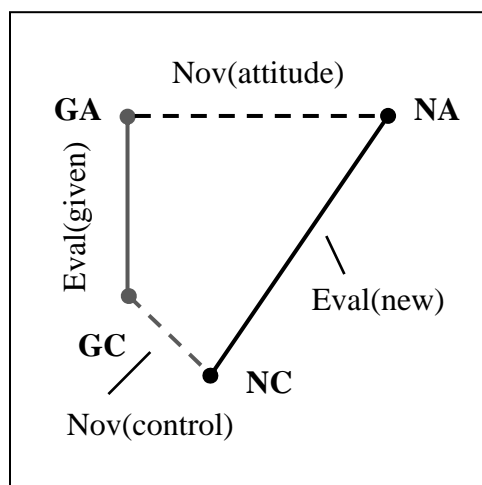 Nov(attitude)
GA
NA
Eval(given)
Eval(new)
GC
NC
Nov(control)